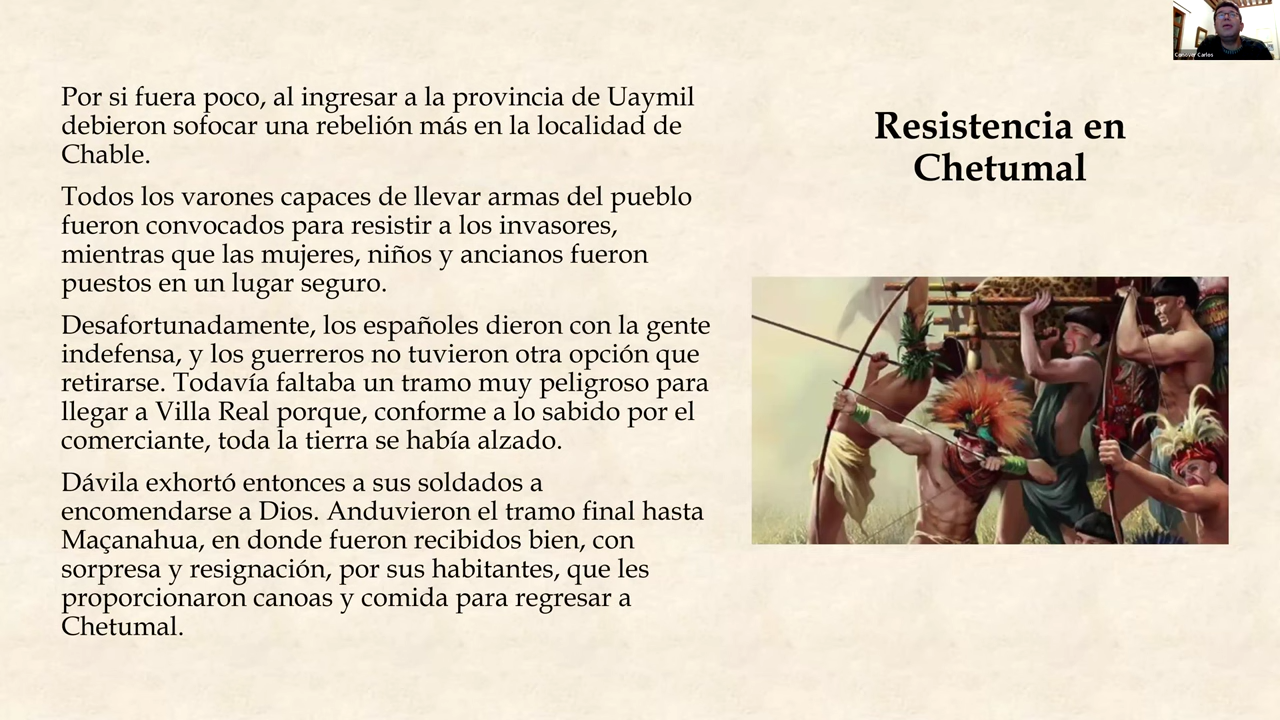 Por si fuera poco, al ingresar a la provincia de Uaymil
debieron sofocar una rebelión más en la localidad de
Chable.
Todos los varones capaces de llevar armas del pueblo
fueron convocados para resistir a los invasores,
mientras que las mujeres, niños y ancianos fueron
puestos en un lugar seguro.
Desafortunadamente, los españoles dieron con la gente
indefensa, y los guerreros no tuvieron otra opción que
retirarse. Todavía faltaba un tramo muy peligroso para
llegar a Villa Real porque, conforme a lo sabido por el
comerciante, toda la tierra se había alzado.
Dávila exhortó entonces a sus soldados a
encomendarse a Dios. Anduvieron el tramo final hasta
Maçanahua, en donde fueron recibidos bien, con
sorpresa y resignación, por sus habitantes, que les
proporcionaron canoas y comida para regresar a
Chetumal.
Resistencia en
Chetumal
Carlos